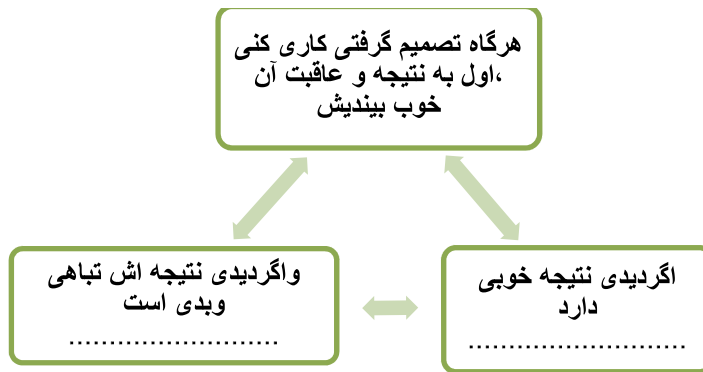 هرگاه تصمیم گرفتی کاری کنی
،اول به نتیجه و عاقبت آن
خوب بیندیش
اگردیدی نتیجه خوبی
دارد
..........................
واگردیدی نتیجه اش تباهی
وبدی است
..........................